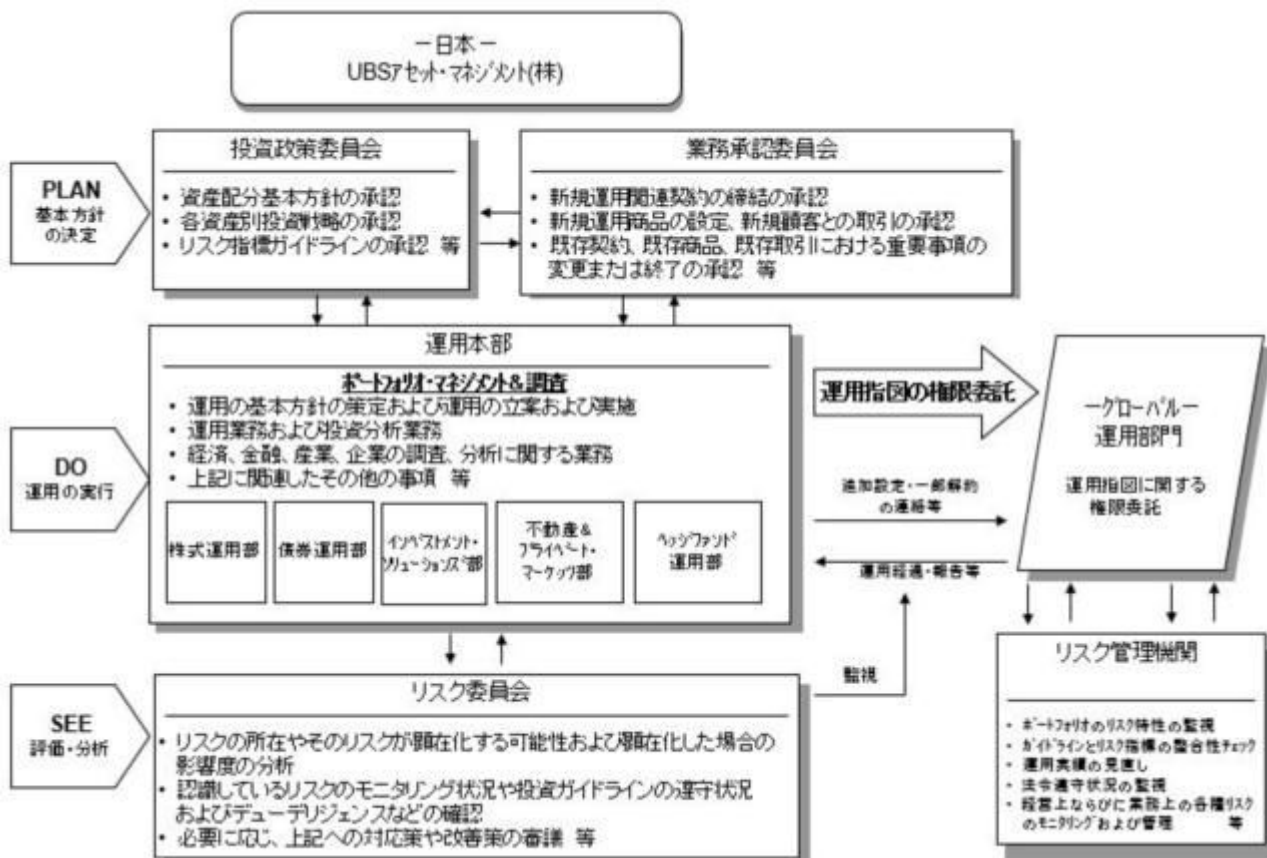 －日本－
UBSアセット・マネジメント(株)
PLAN
基本方針
の決定
投資政策委員会
・ 資産配分基本方針の承認
・ 各資産別投資戦略の承認
・ リスク指標ガイドラインの承認 等
業務承認委員会
・ 新規運用関連契約の締結の承認
・ 新規運用商品の設定、新規顧客との取引の承認
・ 既存契約、既存商品、既存取引における重要事項の
変更または終了の承認 等
DO
運用の実行
運用本部
ポートフォリオ・マネジメント＆調査
・ 運用の基本方針の策定および運用の立案および実施
・ 運用業務および投資分析業務
・ 経済、金融、産業、企業の調査、分析に関する業務
・ 上記に関連したその他の事項 等
株式運用部
債券運用部
インベストメント・
ソリューションズ部
不動産＆
プライベート・
マーケッツ部
ヘッジファンド
運用部
運用指図の権限委託
追加設定・一部解約
の連絡等
運用経過・報告等
監視
－グローバル－
運用部門
運用指図に関する
権限委託
SEE
評価・分析
リスク委員会
・ リスクの所在やそのリスクが顕在化する可能性および顕在化した場合の
影響度の分析
・ 認識しているリスクのモニタリング状況や投資ガイドラインの遵守状況
およびデューデリジェンスなどの確認
・ 必要に応じ、上記への対応策や改善策の審議 等
リスク管理機関
・ ポートフォリオのリスク特性の監視
・ ガイドラインとリスク指標の整合性チェック
・ 運用実績の見直し
・ 法令遵守状況の監視
・ 経営上ならびに業務上の各種リスク
のモニタリングおよび管理 等